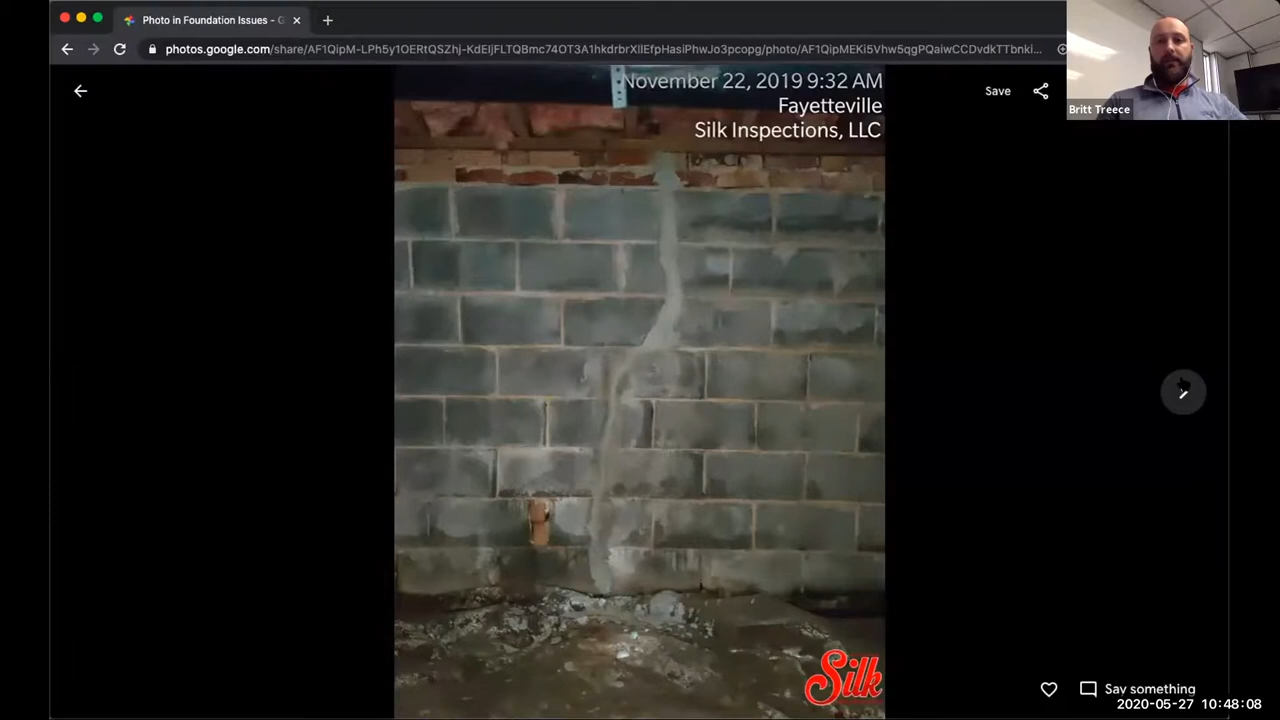 Photo in Foundation Issues - G
photos.google.com/share/AF1QipM-LPh5y1OERtQSZhj-KdEIjFLTQBmc74OT3A1hkdrbrXIlEfpHasiPhwJo3pcopg/photo/AF1QipMEKi5Vhw5qgPQaiwCCDvdkTTbnki...
Britt Treece
November 22, 2019 9:32 AM
Fayetteville
Silk Inspections, LLC
Save
Silk
Say something
2020-05-27 10:48:08